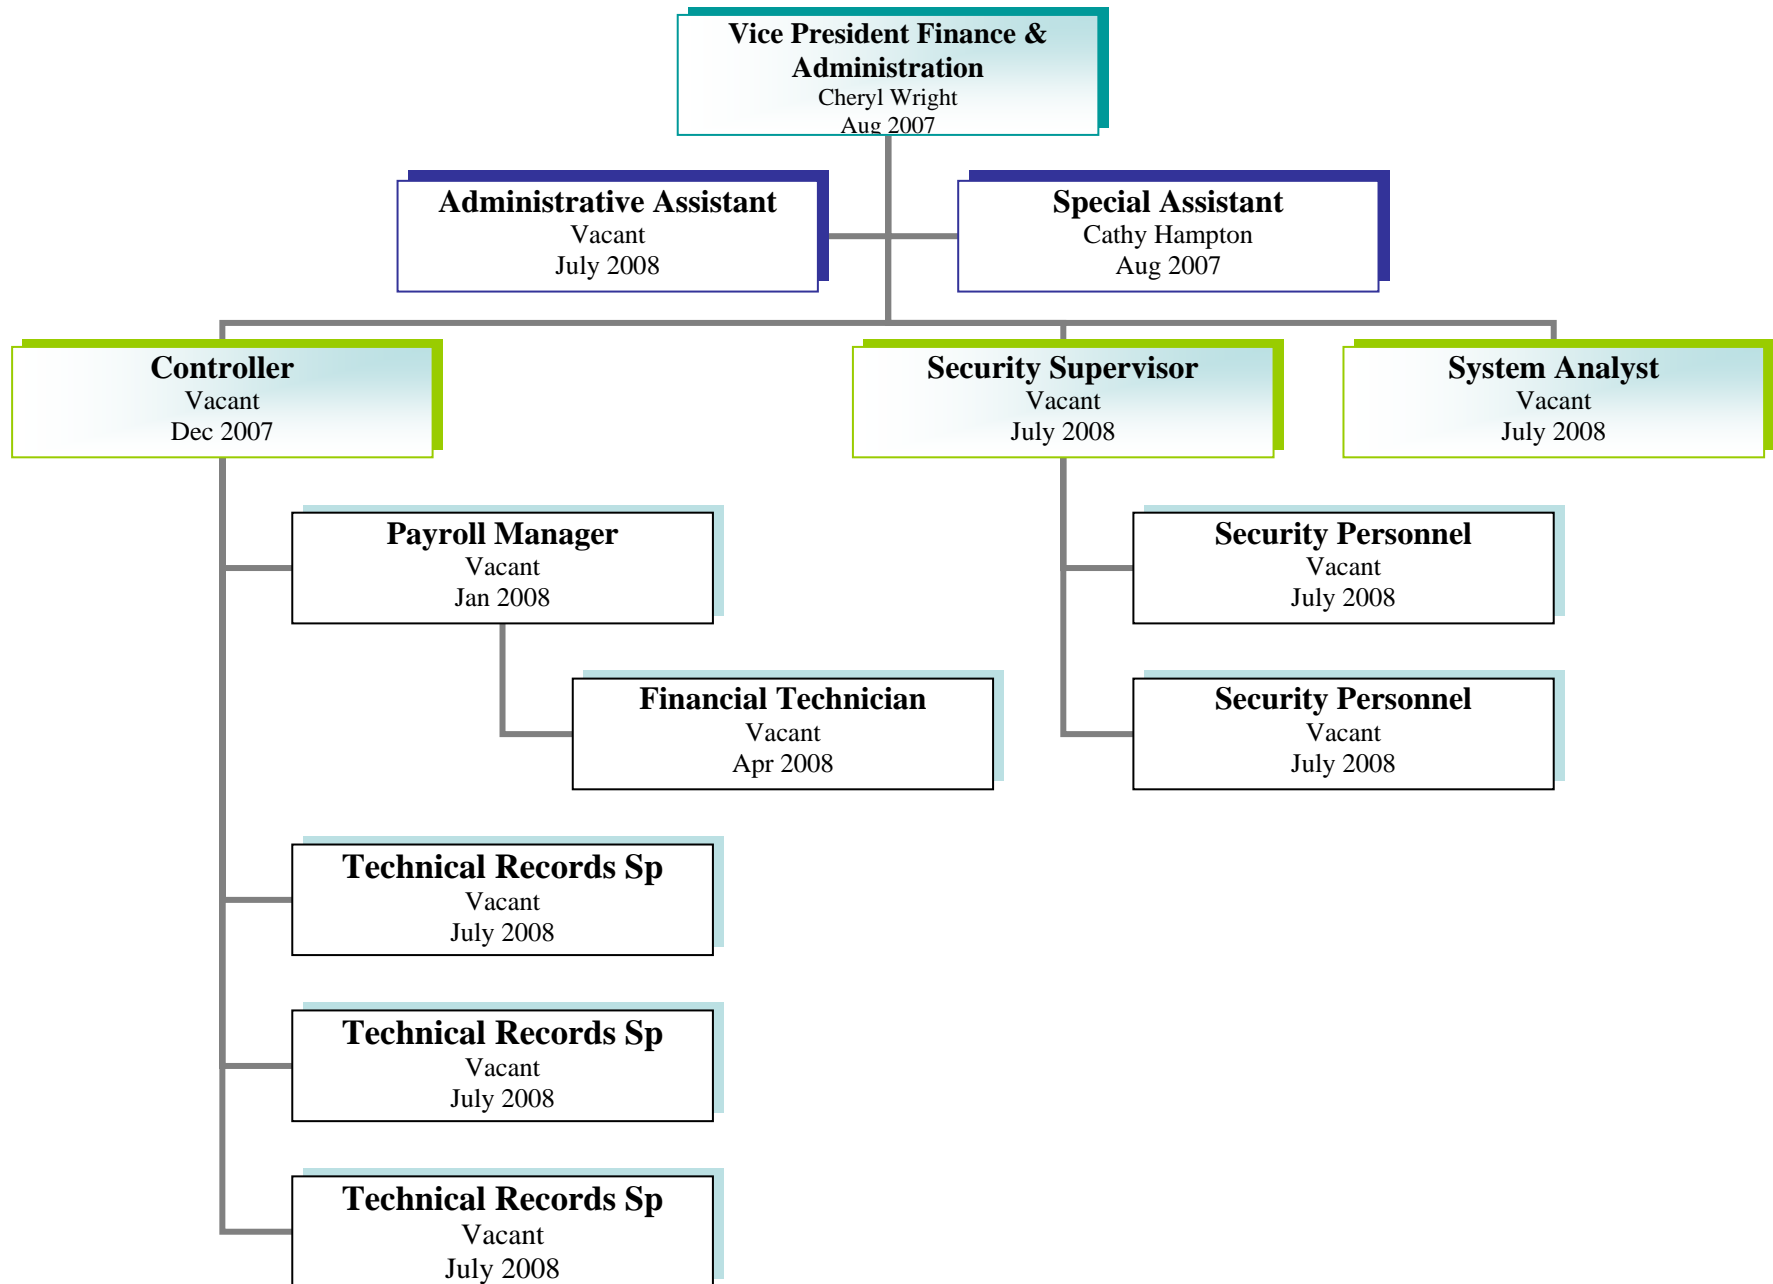 Vice President Finance &
Administration
Cheryl Wright
Aug 2007
Administrative Assistant
Vacant
July 2008
Special Assistant
Cathy Hampton
Aug 2007
Controller
Vacant
Dec 2007
Security Supervisor
Vacant
July 2008
System Analyst
Vacant
July 2008
Payroll Manager
Vacant
Jan 2008
Security Personnel
Vacant
July 2008
Financial Technician
Vacant
Apr 2008
Security Personnel
Vacant
July 2008
Technical Records Sp
Vacant
July 2008
Technical Records Sp
Vacant
July 2008
Technical Records Sp
Vacant
July 2008